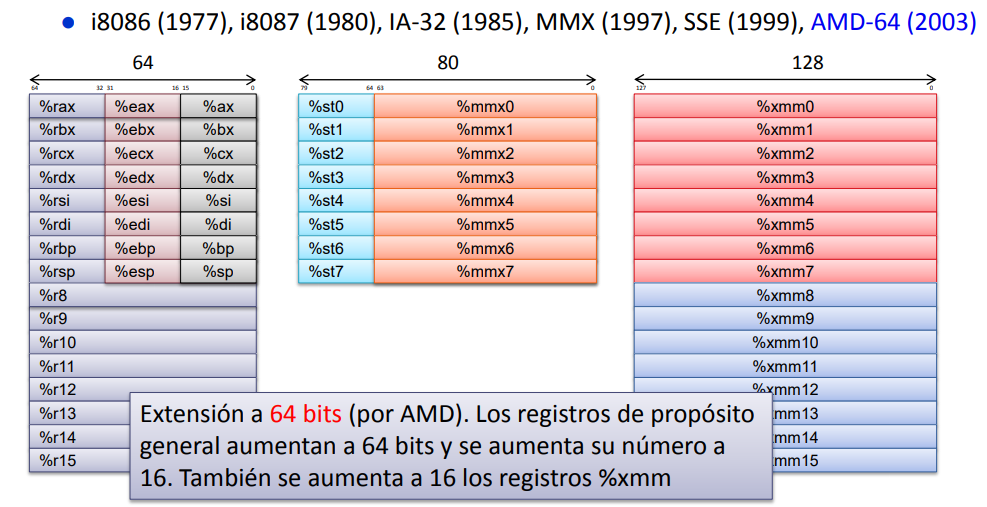 ● i8086 (1977), i8087 (1980), IA-32 (1985), MMX (1997), SSE (1999), AMD-64 (2003)
64 80 128
64 32 31 16 15 0 79 64 63 0 127 0
%rax %eax %ax %st0 %mmx0 %xmm0
%rbx %ebx %bx %st1 %mmx1 %xmm1
%rcx %ecx %cx %st2 %mmx2 %xmm2
%rdx %edx %dx %st3 %mmx3 %xmm3
%rsi %esi %si %st4 %mmx4 %xmm4
%rdi %edi %di %st5 %mmx5 %xmm5
%rbp %ebp %bp %st6 %mmx6 %xmm6
%rsp %esp %sp %st7 %mmx7 %xmm7
%r8 %xmm8
%r9 %xmm9
%r10 %xmm10
%r11 %xmm11
%r12 %xmm12
%r13 mm13
%r14 mm14
%r15 mm15
Extensión a 64 bits (por AMD). Los registros de propósito
general aumentan a 64 bits y se aumenta su número a
16. También se aumenta a 16 los registros %xmm